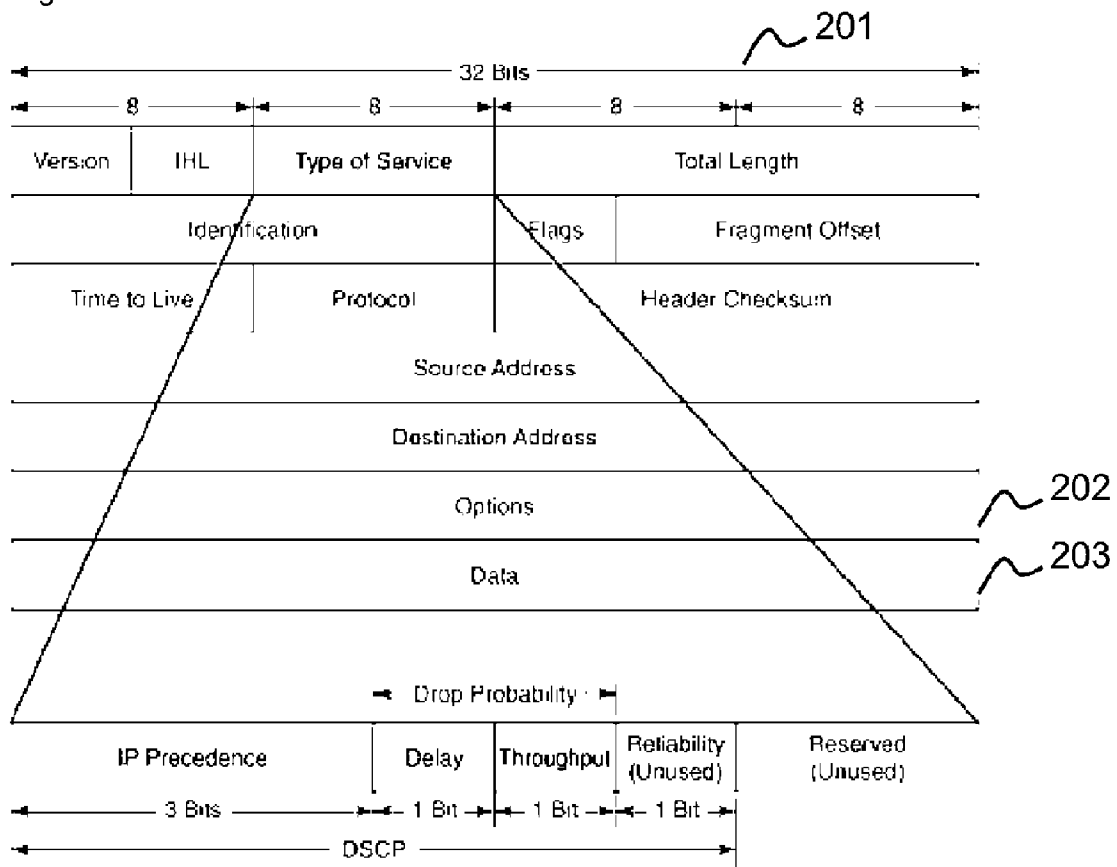 201
32 Bits
8 8 8 8
Version IHL Type of Service Total Length
Identification Flags Fragment Offset
Time to Live Protocol Header Checksum
Source Address
Destination Address
Options
202
Data
203
Drop Probability
IP Precedence Delay Throughput Reliability (Unused) Reserved (Unused)
3 Bits 1 Bit 1 Bit 1 Bit
DSCP